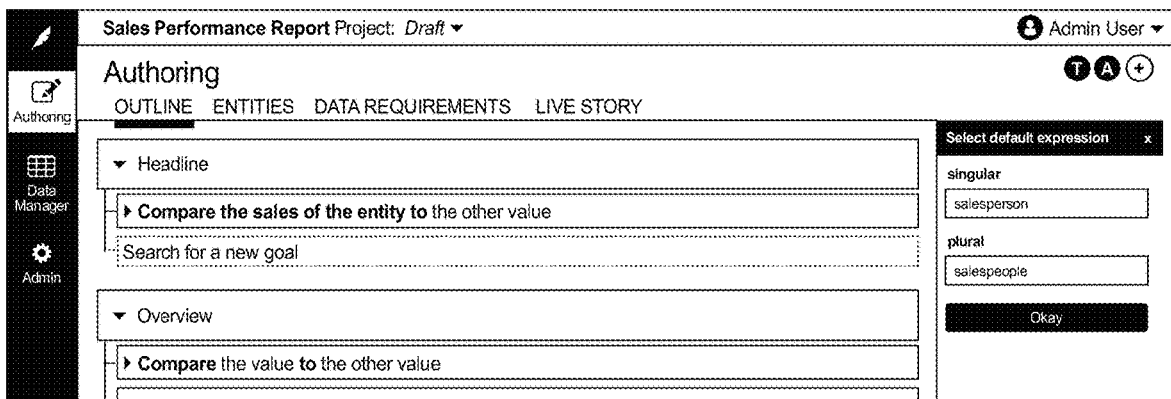 Sales Performance Report Project: Draft
Admin User
Authoring
T A +
OUTLINE ENTITIES DATA REQUIREMENTS LIVE STORY
Authoring
Data
Manager
Admin
Headline
Compare the sales of the entity to the other value
Search for a new goal
Overview
Compare the value to the other value
Select default expression x
singular
salesperson
plural
salespeople
Okay